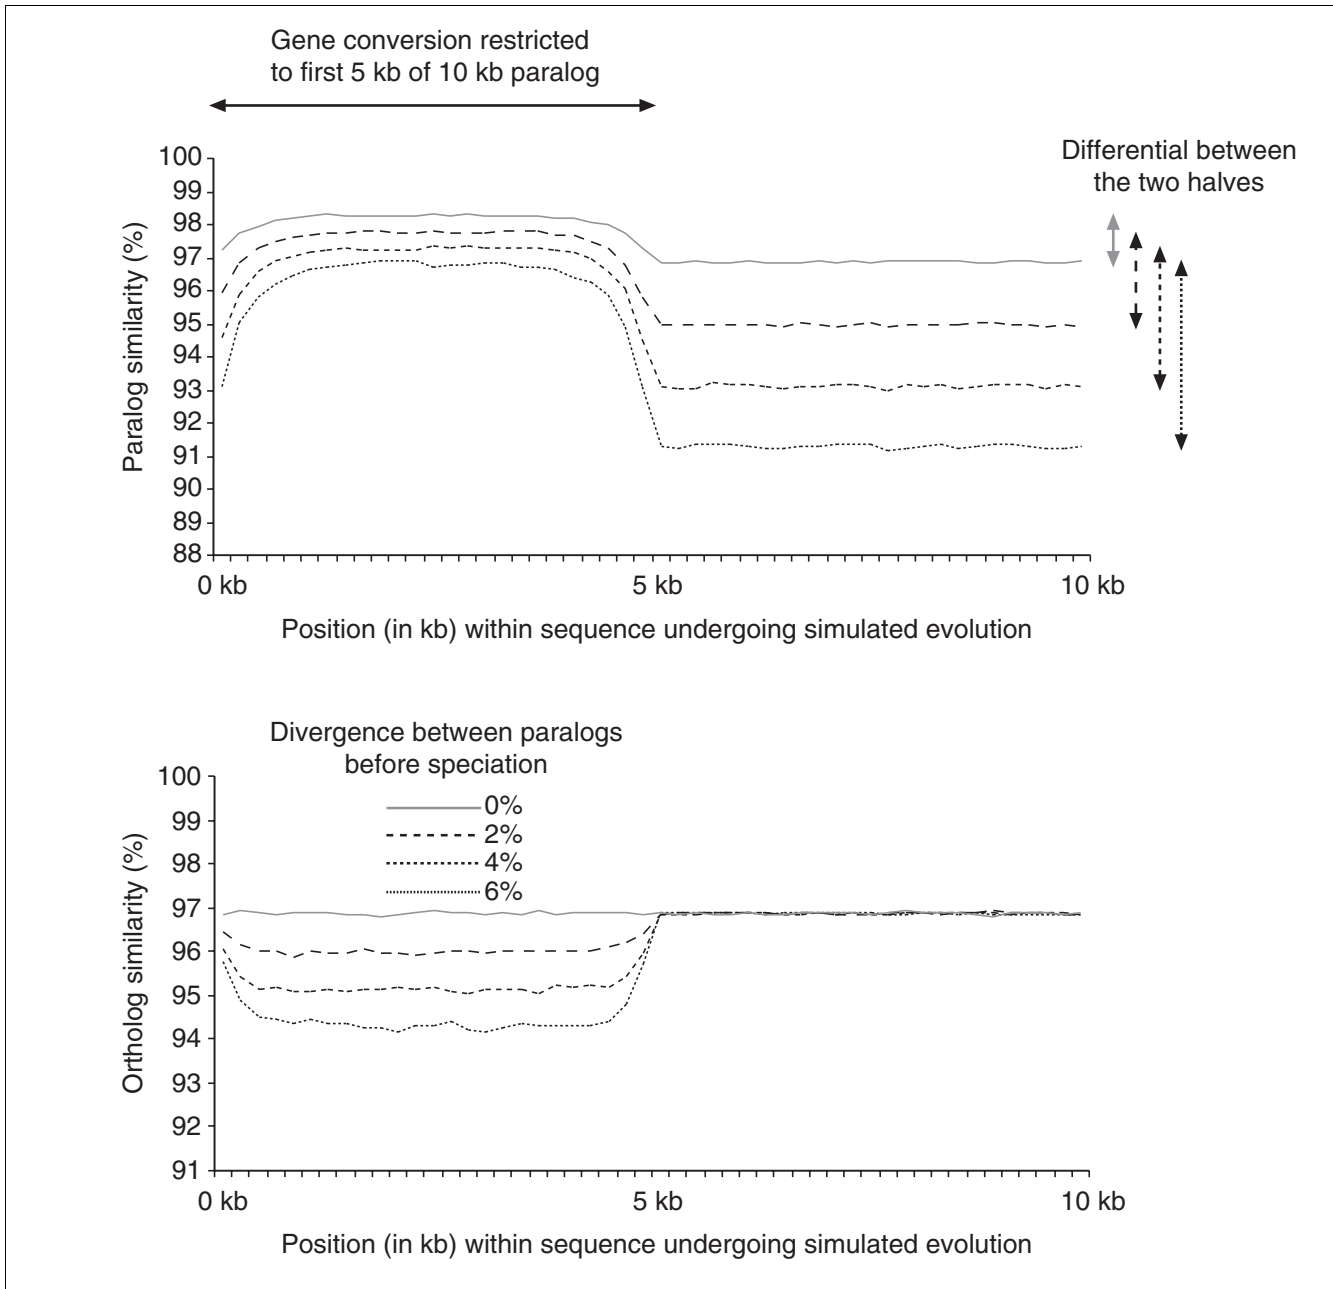 Gene conversion restricted
to first 5 kb of 10 kb paralog
Differential between
the two halves
Paralog similarity (%)
100
99
98
97
96
95
94
93
92
91
90
89
88
0 kb
5 kb
10 kb
Position (in kb) within sequence undergoing simulated evolution
Divergence between paralogs
before speciation
0%
2%
4%
6%
Ortholog similarity (%)
100
99
98
97
96
95
94
93
92
91
0 kb
5 kb
10 kb
Position (in kb) within sequence undergoing simulated evolution